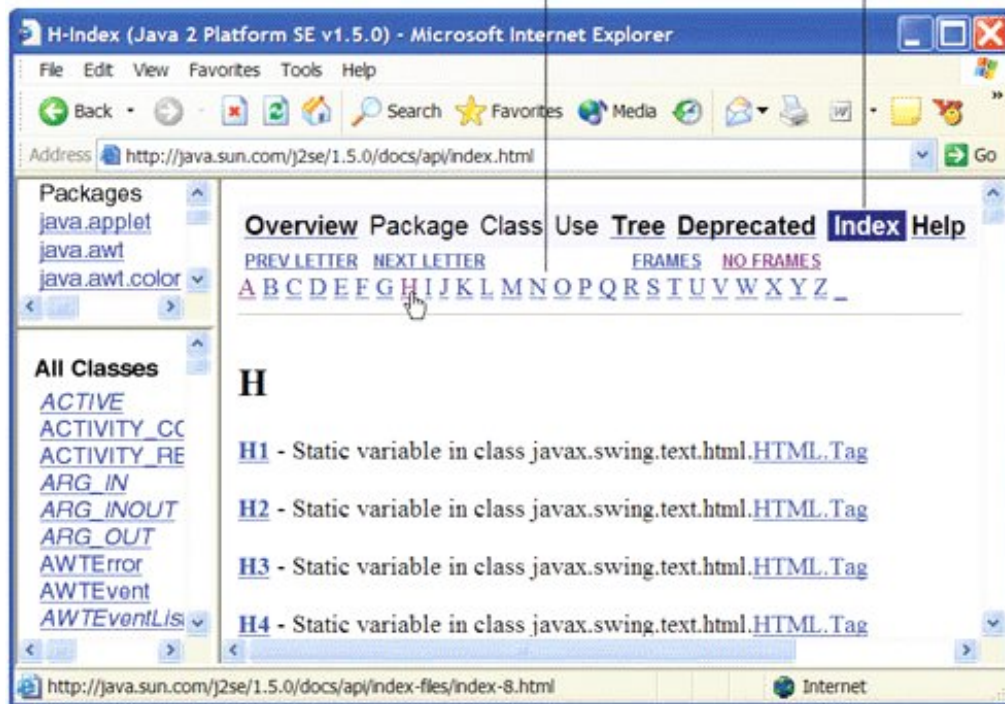 H-Index (Java 2 Platform SE v1.5.0) - Microsoft Internet Explorer
File Edit View Favorites Tools Help
Back Search Favorites Media »
Address http://java.sun.com/j2se/1.5.0/docs/api/index.html Go
Packages
java.applet
java.awt
java.awt.color
All Classes
ACTIVE
ACTIVITY_CO
ACTIVITY_RE
ARG_IN
ARG_INOUT
ARG_OUT
AWTError
AWTEvent
AWTEventLis
Overview Package Class Use Tree Deprecated Index Help
PREV LETTER NEXT LETTER FRAMES NO FRAMES
A B C D E F G H I J K L M N O P Q R S T U V W X Y Z _
H
H1 - Static variable in class javax.swing.text.html.HTML.Tag
H2 - Static variable in class javax.swing.text.html.HTML.Tag
H3 - Static variable in class javax.swing.text.html.HTML.Tag
H4 - Static variable in class javax.swing.text.html.HTML.Tag
http://java.sun.com/j2se/1.5.0/docs/api/index-files/index-8.html Internet